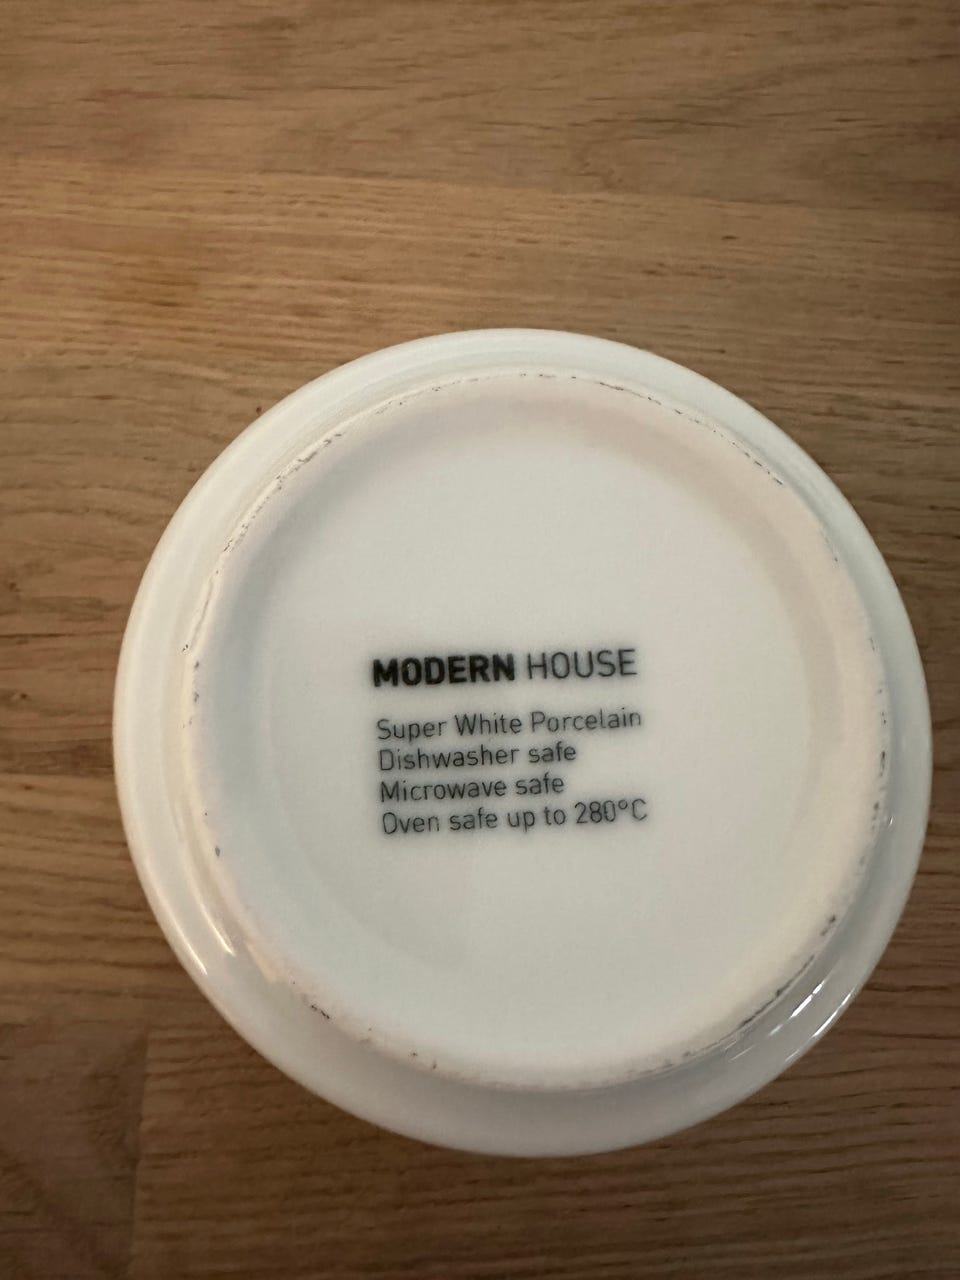 MODERN HOUSE
Super White Porcelain
Dishwasher safe
Microwave safe
Oven safe up to 280°C